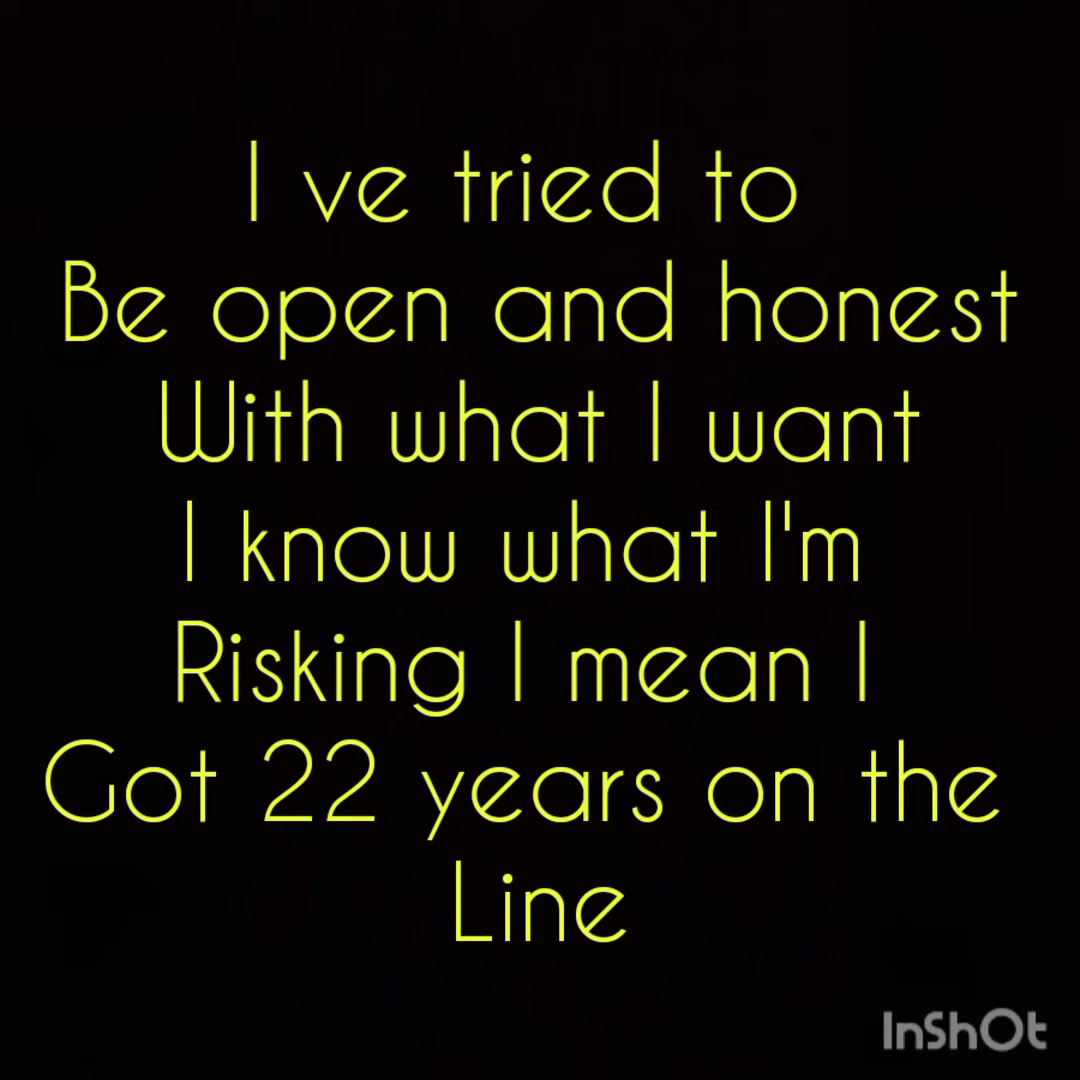 I ve tried to
Be open and honest
With what I want
I know what I'm
Risking I mean I
Got 22 years on the
Line
InShOt